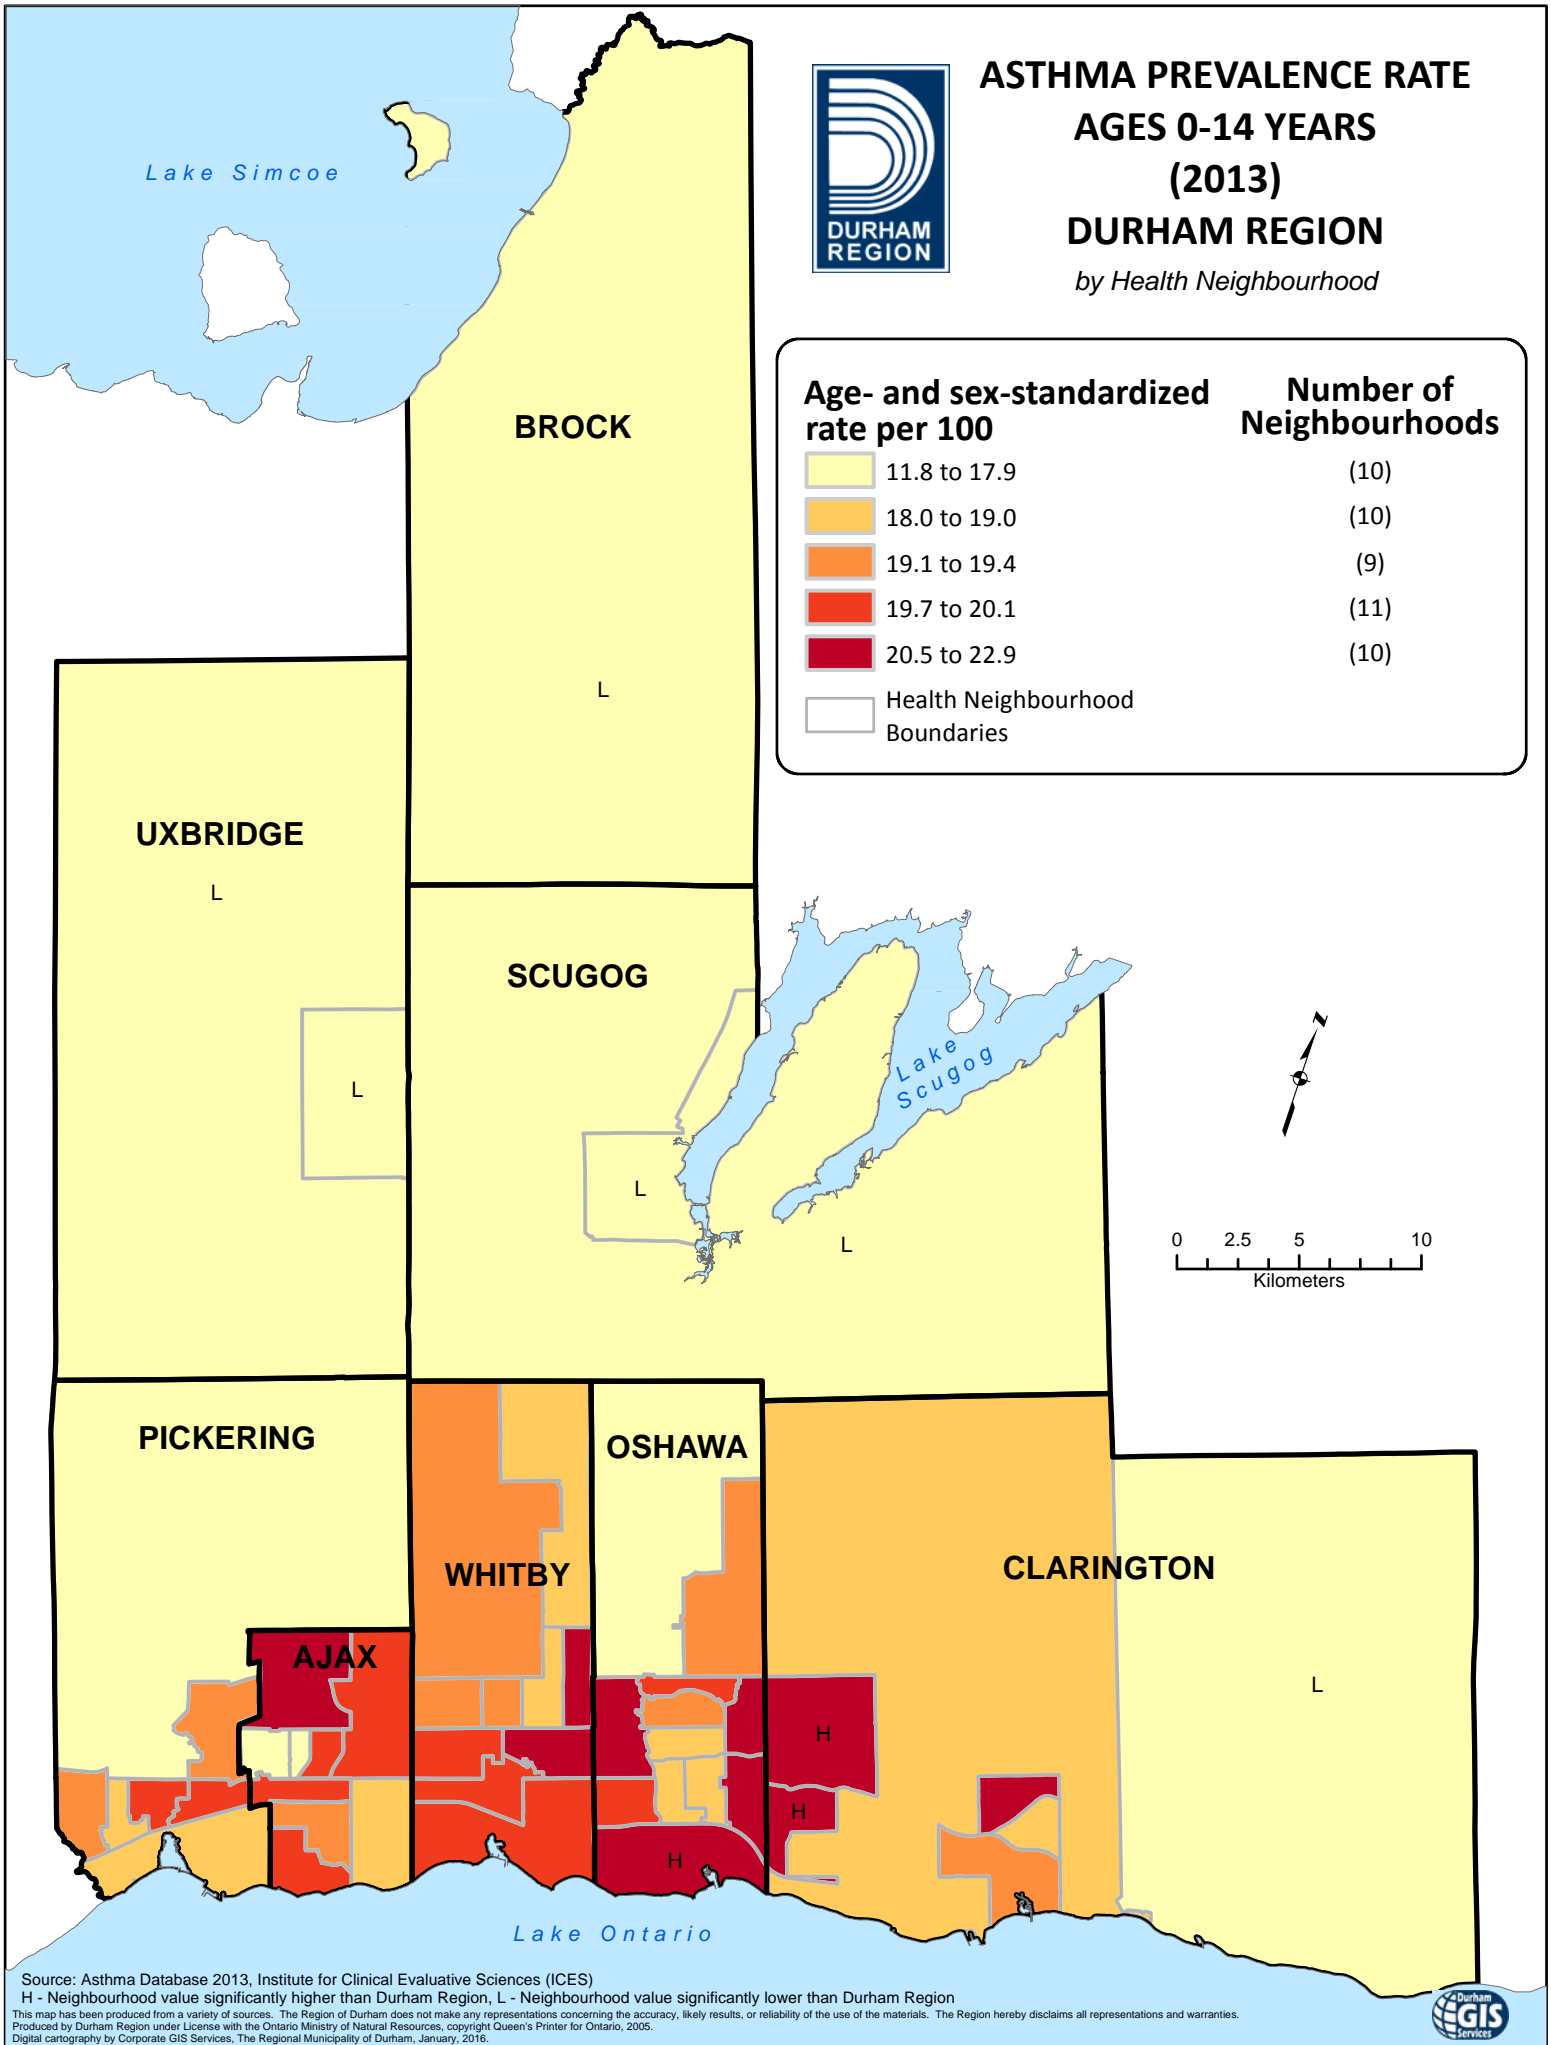 ASTHMA PREVALENCE RATE
AGES 0-14 YEARS
(2013)
DURHAM REGION
by Health Neighbourhood
DURHAM
REGION
Lake Simcoe
Age- and sex-standardized
rate per 100
Number of
Neighbourhoods
11.8 to 17.9 (10)
18.0 to 19.0 (10)
19.1 to 19.4 (9)
19.7 to 20.1 (11)
20.5 to 22.9 (10)
Health Neighbourhood
Boundaries
BROCK
L
UXBRIDGE
L
L
SCUGOG
Lake
Scugog
L
L
N
0 2.5 5 10
Kilometers
PICKERING
OSHAWA
WHITBY
CLARINGTON
AJAX
L
H
H
H
Lake Ontario
Source: Asthma Database 2013, Institute for Clinical Evaluative Sciences (ICES)
H - Neighbourhood value significantly higher than Durham Region, L - Neighbourhood value significantly lower than Durham Region
This map has been produced from a variety of sources. The Region of Durham does not make any representations concerning the accuracy, likely results, or reliability of the use of the materials. The Region hereby disclaims all representations and warranties.
Produced by Durham Region under License with the Ontario Ministry of Natural Resources, copyright Queen's Printer for Ontario, 2005.
Digital cartography by Corporate GIS Services, The Regional Municipality of Durham, January, 2016.
Durham
GIS
Services